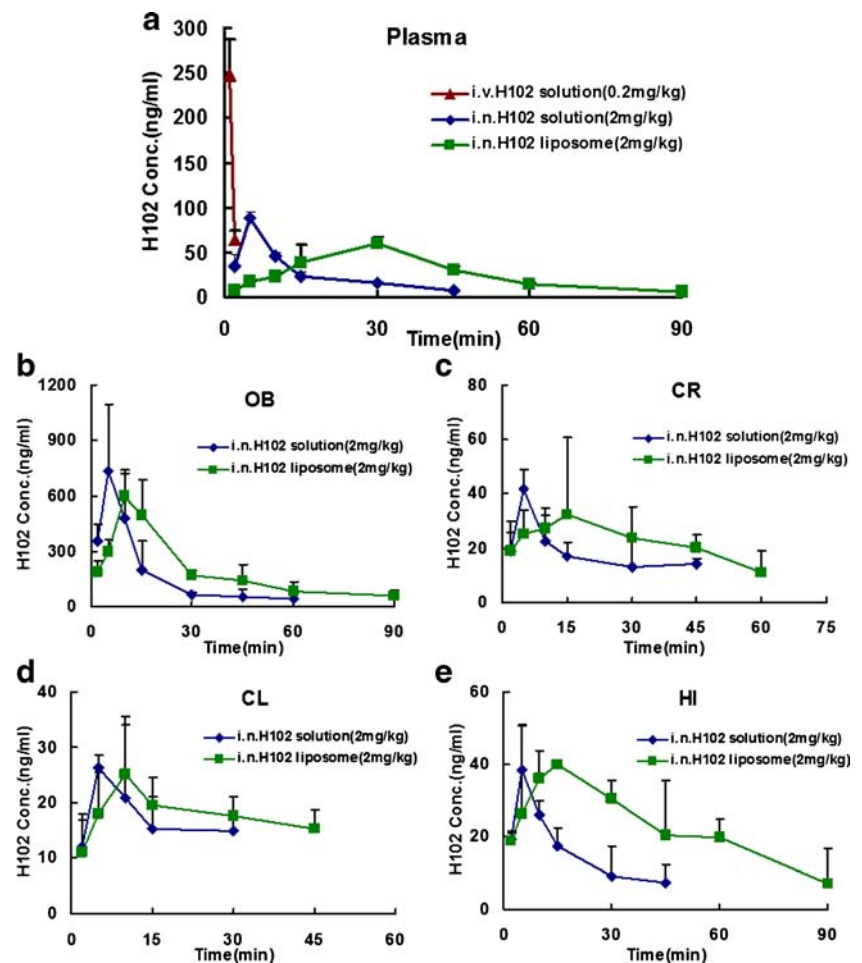 a
Plasma
H102 Conc.(ng/ml)
300
250
200
150
100
50
0
i.v.H102 solution(0.2mg/kg)
i.n.H102 solution(2mg/kg)
i.n.H102 liposome(2mg/kg)
0 30 60 90
Time(min)
b
OB
H102 Conc.(ng/ml)
1200
900
600
300
0
i.n.H102 solution(2mg/kg)
i.n.H102 liposome(2mg/kg)
0 30 60 90
Time(min)
c
CR
H102 Conc.(ng/ml)
80
60
40
20
0
i.n.H102 solution(2mg/kg)
i.n.H102 liposome(2mg/kg)
0 15 30 45 60 75
Time(min)
d
CL
H102 Conc.(ng/ml)
40
30
20
10
0
i.n.H102 solution(2mg/kg)
i.n.H102 liposome(2mg/kg)
0 15 30 45 60
Time(min)
e
HI
H102 Conc.(ng/ml)
60
40
20
0
i.n.H102 solution(2mg/kg)
i.n.H102 liposome(2mg/kg)
0 30 60 90
Time(min)